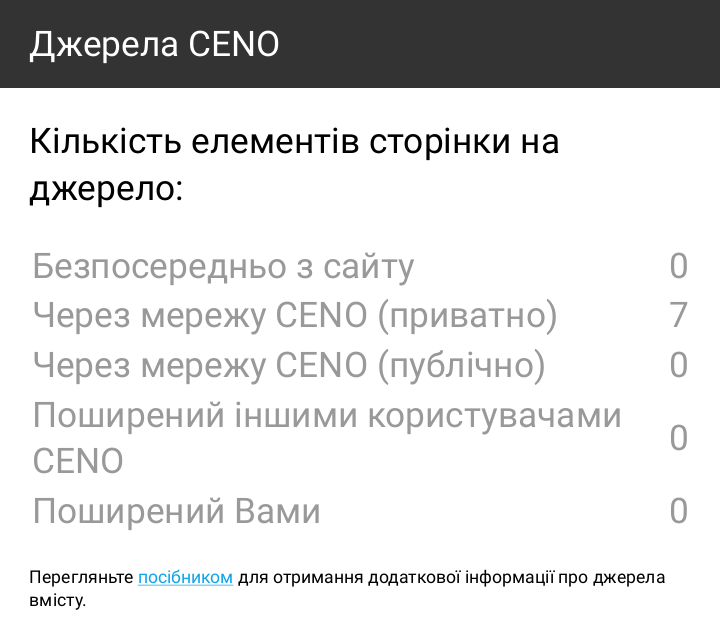 Джерела CENO
Кількість елементів сторінки на
джерело:
Безпосередньо з сайту 0
Через мережу CENO (приватно) 7
Через мережу CENO (публічно) 0
Поширений іншими користувачами
CENO 0
Поширений Вами 0
Перегляньте посібником для отримання додаткової інформації про джерела
вмісту.